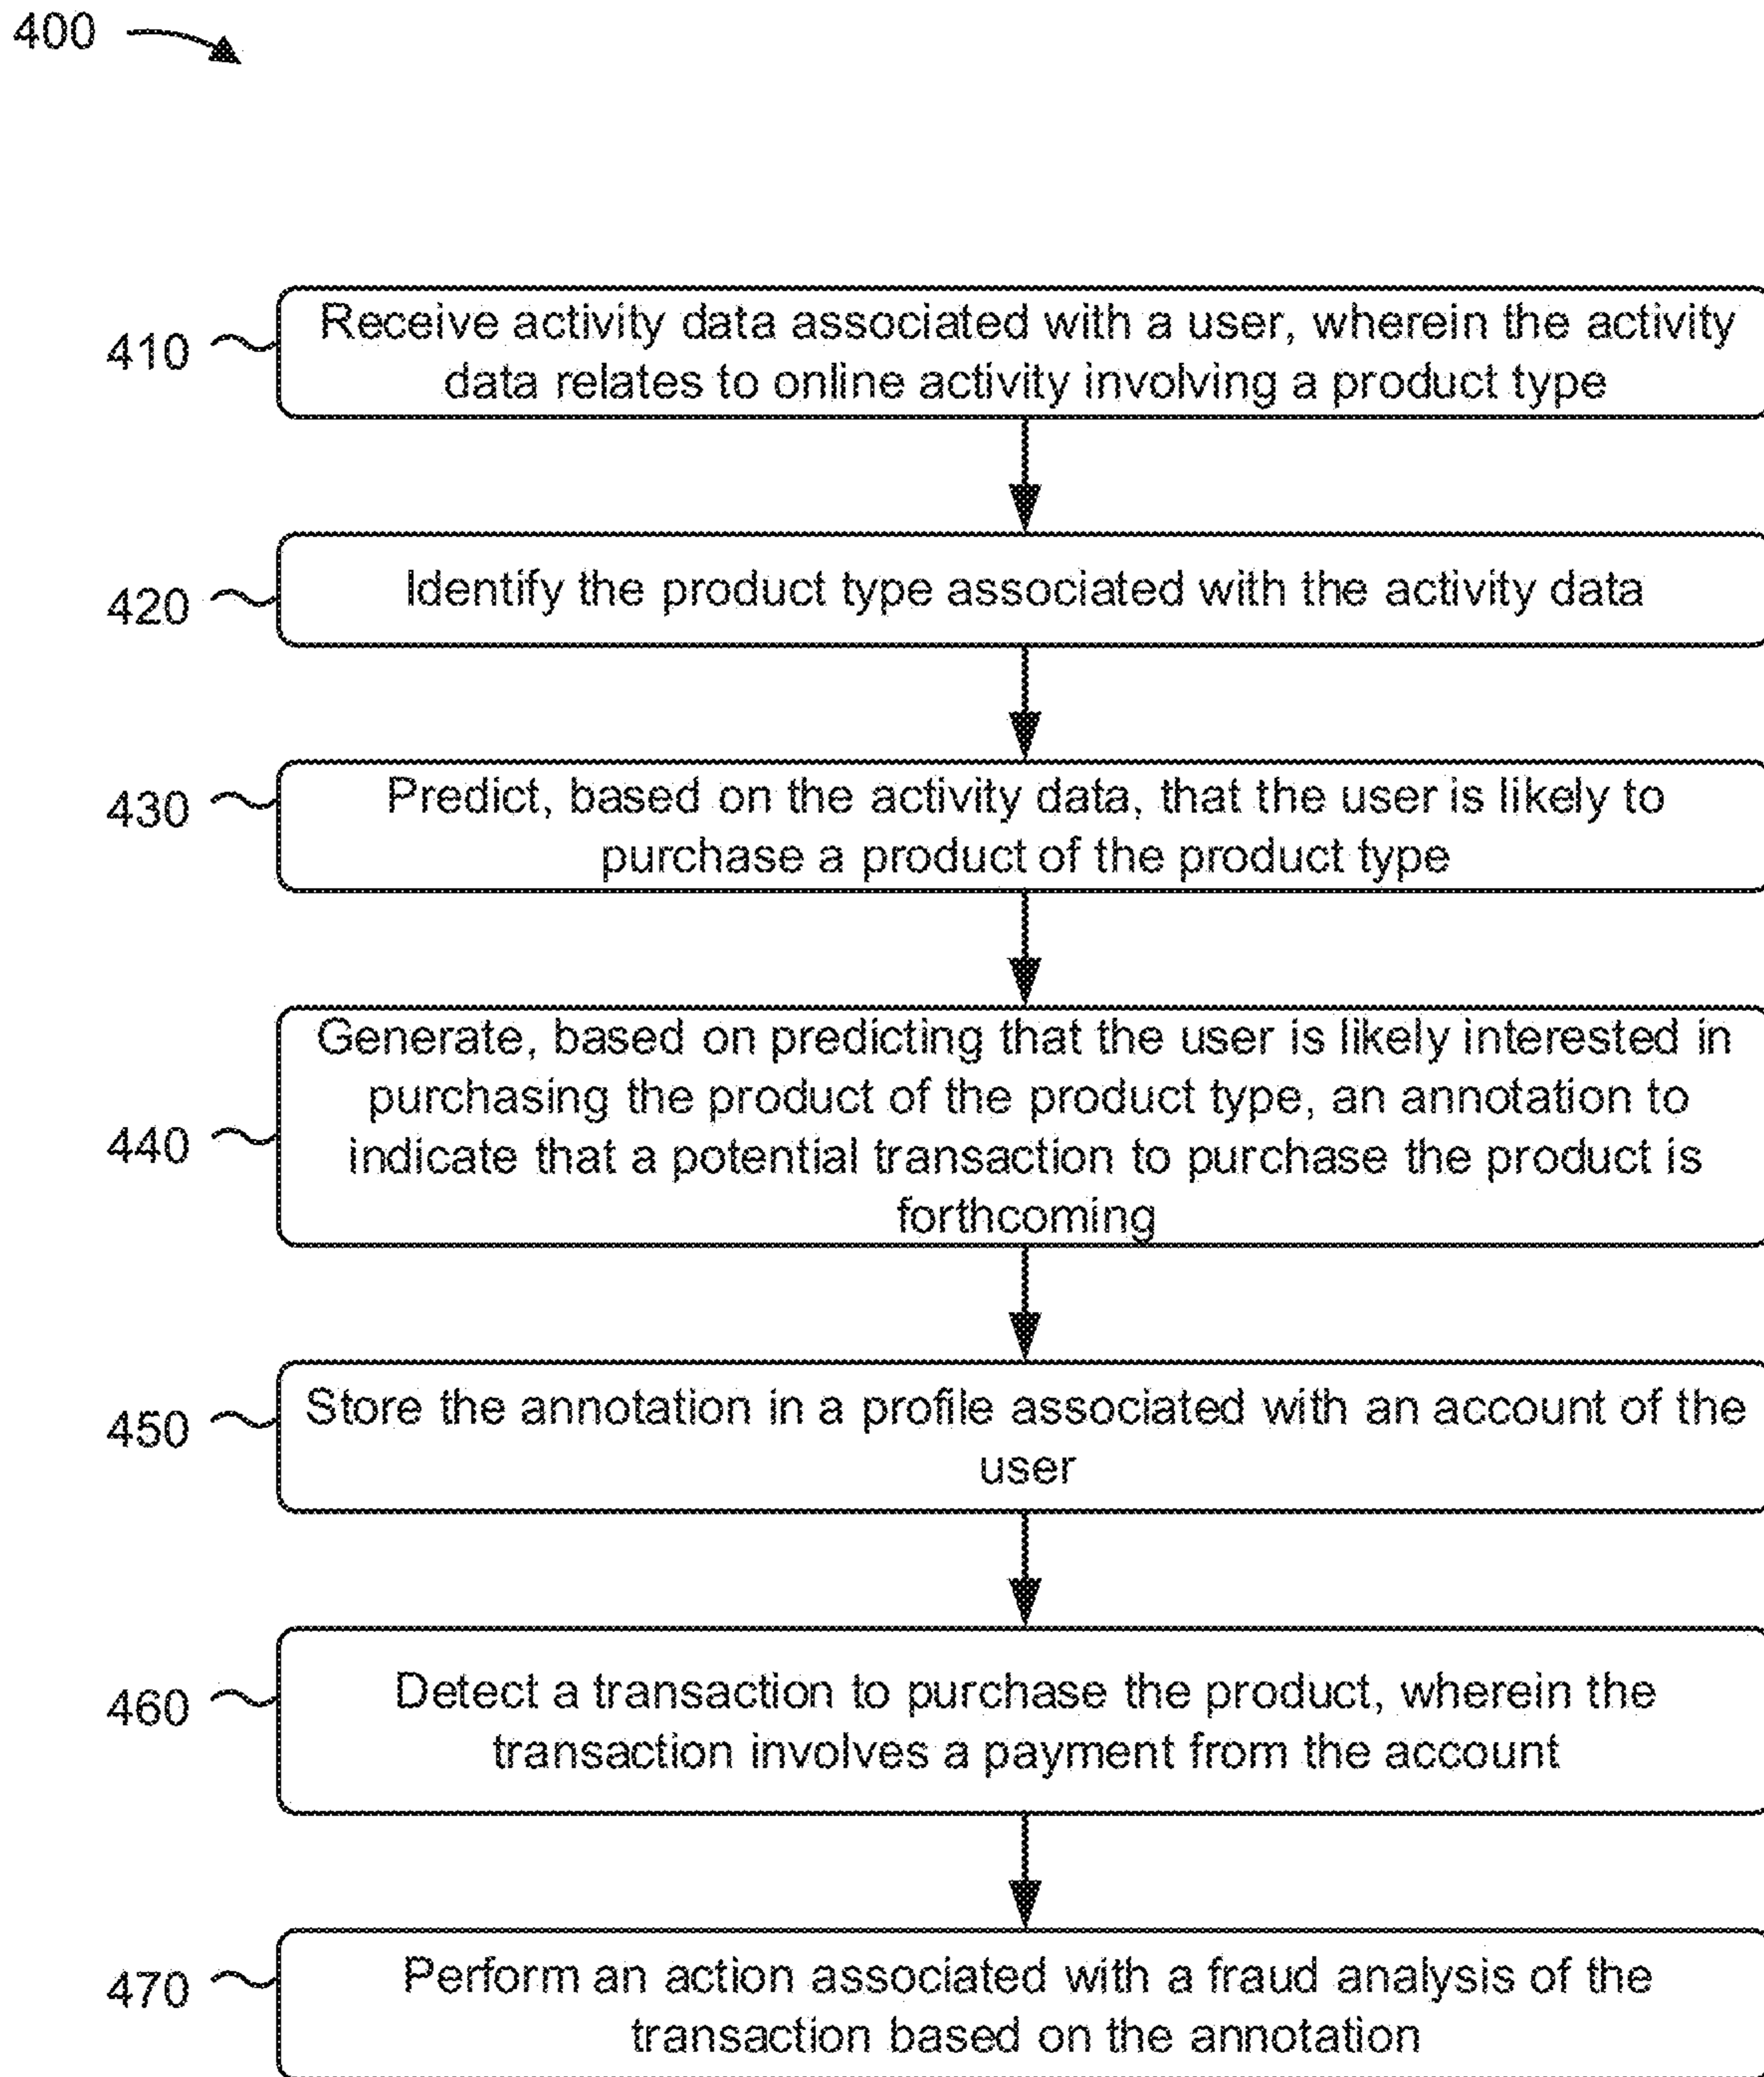 400
410
Receive activity data associated with a user, wherein the activity
data relates to online activity involving a product type
420
Identify the product type associated with the activity data
430
Predict, based on the activity data, that the user is likely to
purchase a product of the product type
440
Generate, based on predicting that the user is likely interested in
purchasing the product of the product type, an annotation to
indicate that a potential transaction to purchase the product is
forthcoming
450
Store the annotation in a profile associated with an account of the
user
460
Detect a transaction to purchase the product, wherein the
transaction involves a payment from the account
470
Perform an action associated with a fraud analysis of the
transaction based on the annotation